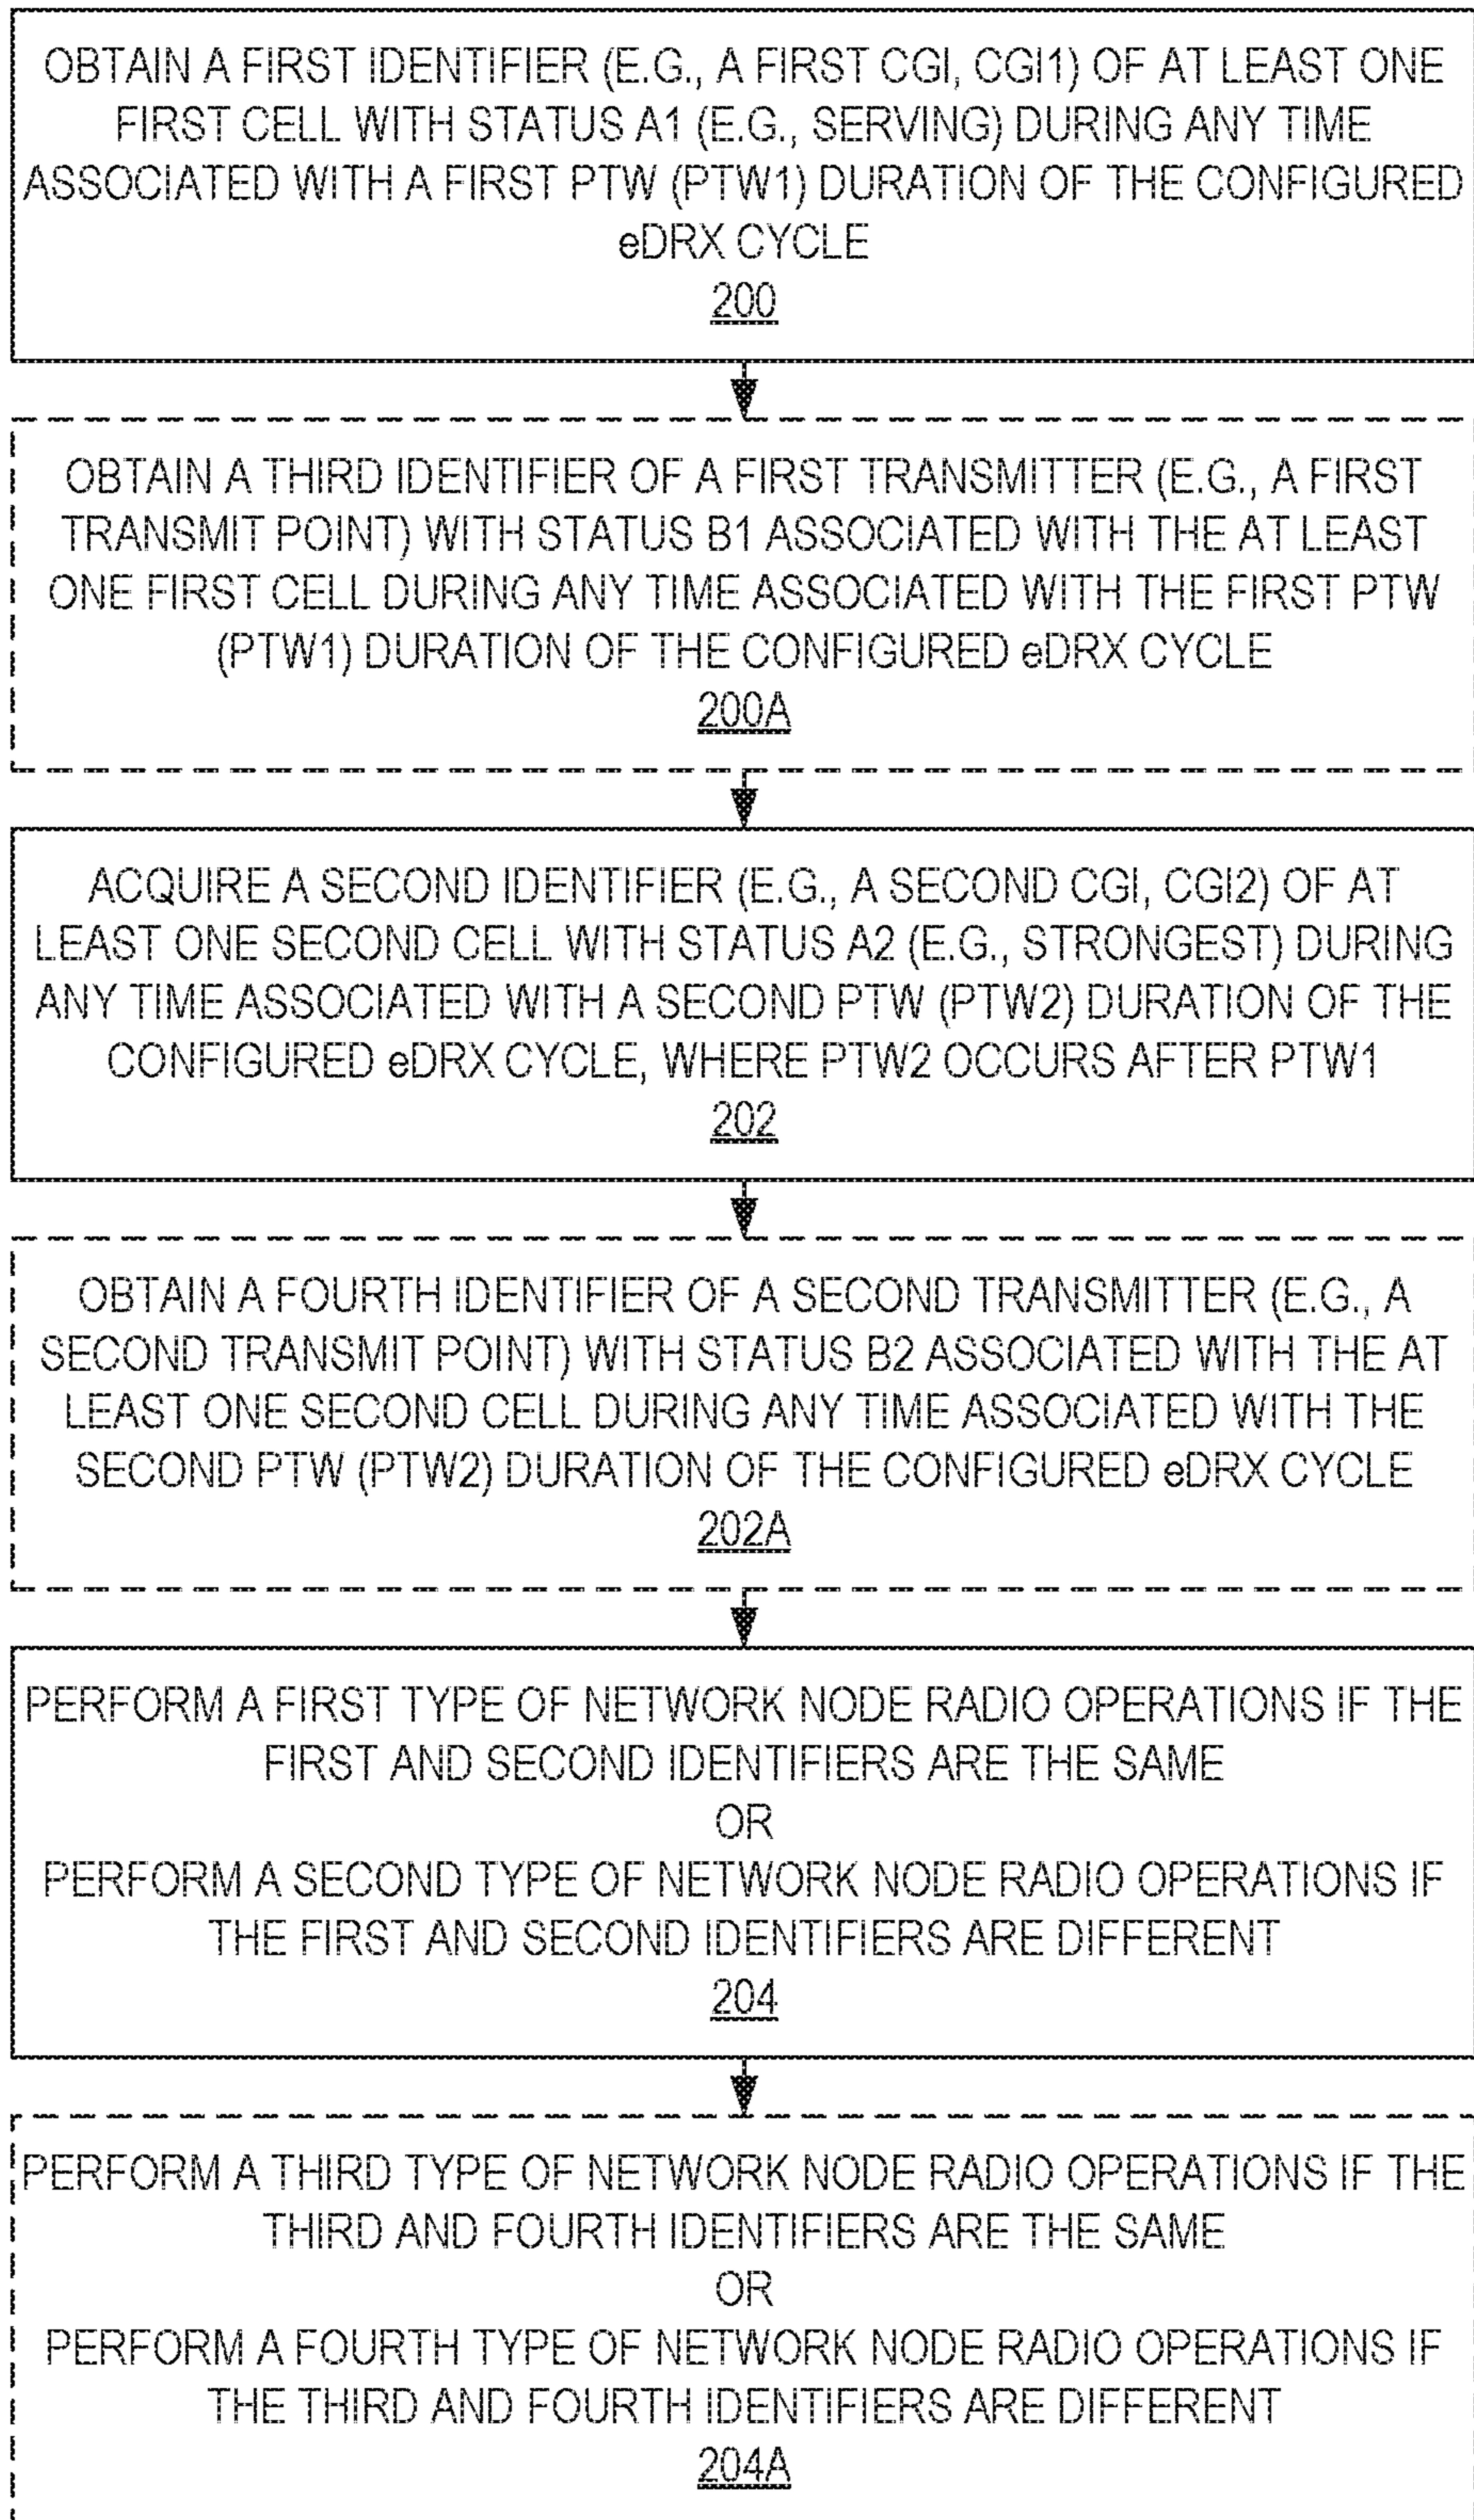 OBTAIN A FIRST IDENTIFIER (E.G., A FIRST CGI, CGI1) OF AT LEAST ONE
FIRST CELL WITH STATUS A1 (E.G., SERVING) DURING ANY TIME
ASSOCIATED WITH A FIRST PTW (PTW1) DURATION OF THE CONFIGURED
eDRX CYCLE
200
OBTAIN A THIRD IDENTIFIER OF A FIRST TRANSMITTER (E.G., A FIRST
TRANSMIT POINT) WITH STATUS B1 ASSOCIATED WITH THE AT LEAST
ONE FIRST CELL DURING ANY TIME ASSOCIATED WITH THE FIRST PTW
(PTW1) DURATION OF THE CONFIGURED eDRX CYCLE
200A
ACQUIRE A SECOND IDENTIFIER (E.G., A SECOND CGI, CGI2) OF AT
LEAST ONE SECOND CELL WITH STATUS A2 (E.G., STRONGEST) DURING
ANY TIME ASSOCIATED WITH A SECOND PTW (PTW2) DURATION OF THE
CONFIGURED eDRX CYCLE, WHERE PTW2 OCCURS AFTER PTW1
202
OBTAIN A FOURTH IDENTIFIER OF A SECOND TRANSMITTER (E.G., A
SECOND TRANSMIT POINT) WITH STATUS B2 ASSOCIATED WITH THE AT
LEAST ONE SECOND CELL DURING ANY TIME ASSOCIATED WITH THE
SECOND PTW (PTW2) DURATION OF THE CONFIGURED eDRX CYCLE
202A
PERFORM A FIRST TYPE OF NETWORK NODE RADIO OPERATIONS IF THE
FIRST AND SECOND IDENTIFIERS ARE THE SAME
OR
PERFORM A SECOND TYPE OF NETWORK NODE RADIO OPERATIONS IF
THE FIRST AND SECOND IDENTIFIERS ARE DIFFERENT
204
PERFORM A THIRD TYPE OF NETWORK NODE RADIO OPERATIONS IF THE
THIRD AND FOURTH IDENTIFIERS ARE THE SAME
OR
PERFORM A FOURTH TYPE OF NETWORK NODE RADIO OPERATIONS IF
THE THIRD AND FOURTH IDENTIFIERS ARE DIFFERENT
204A